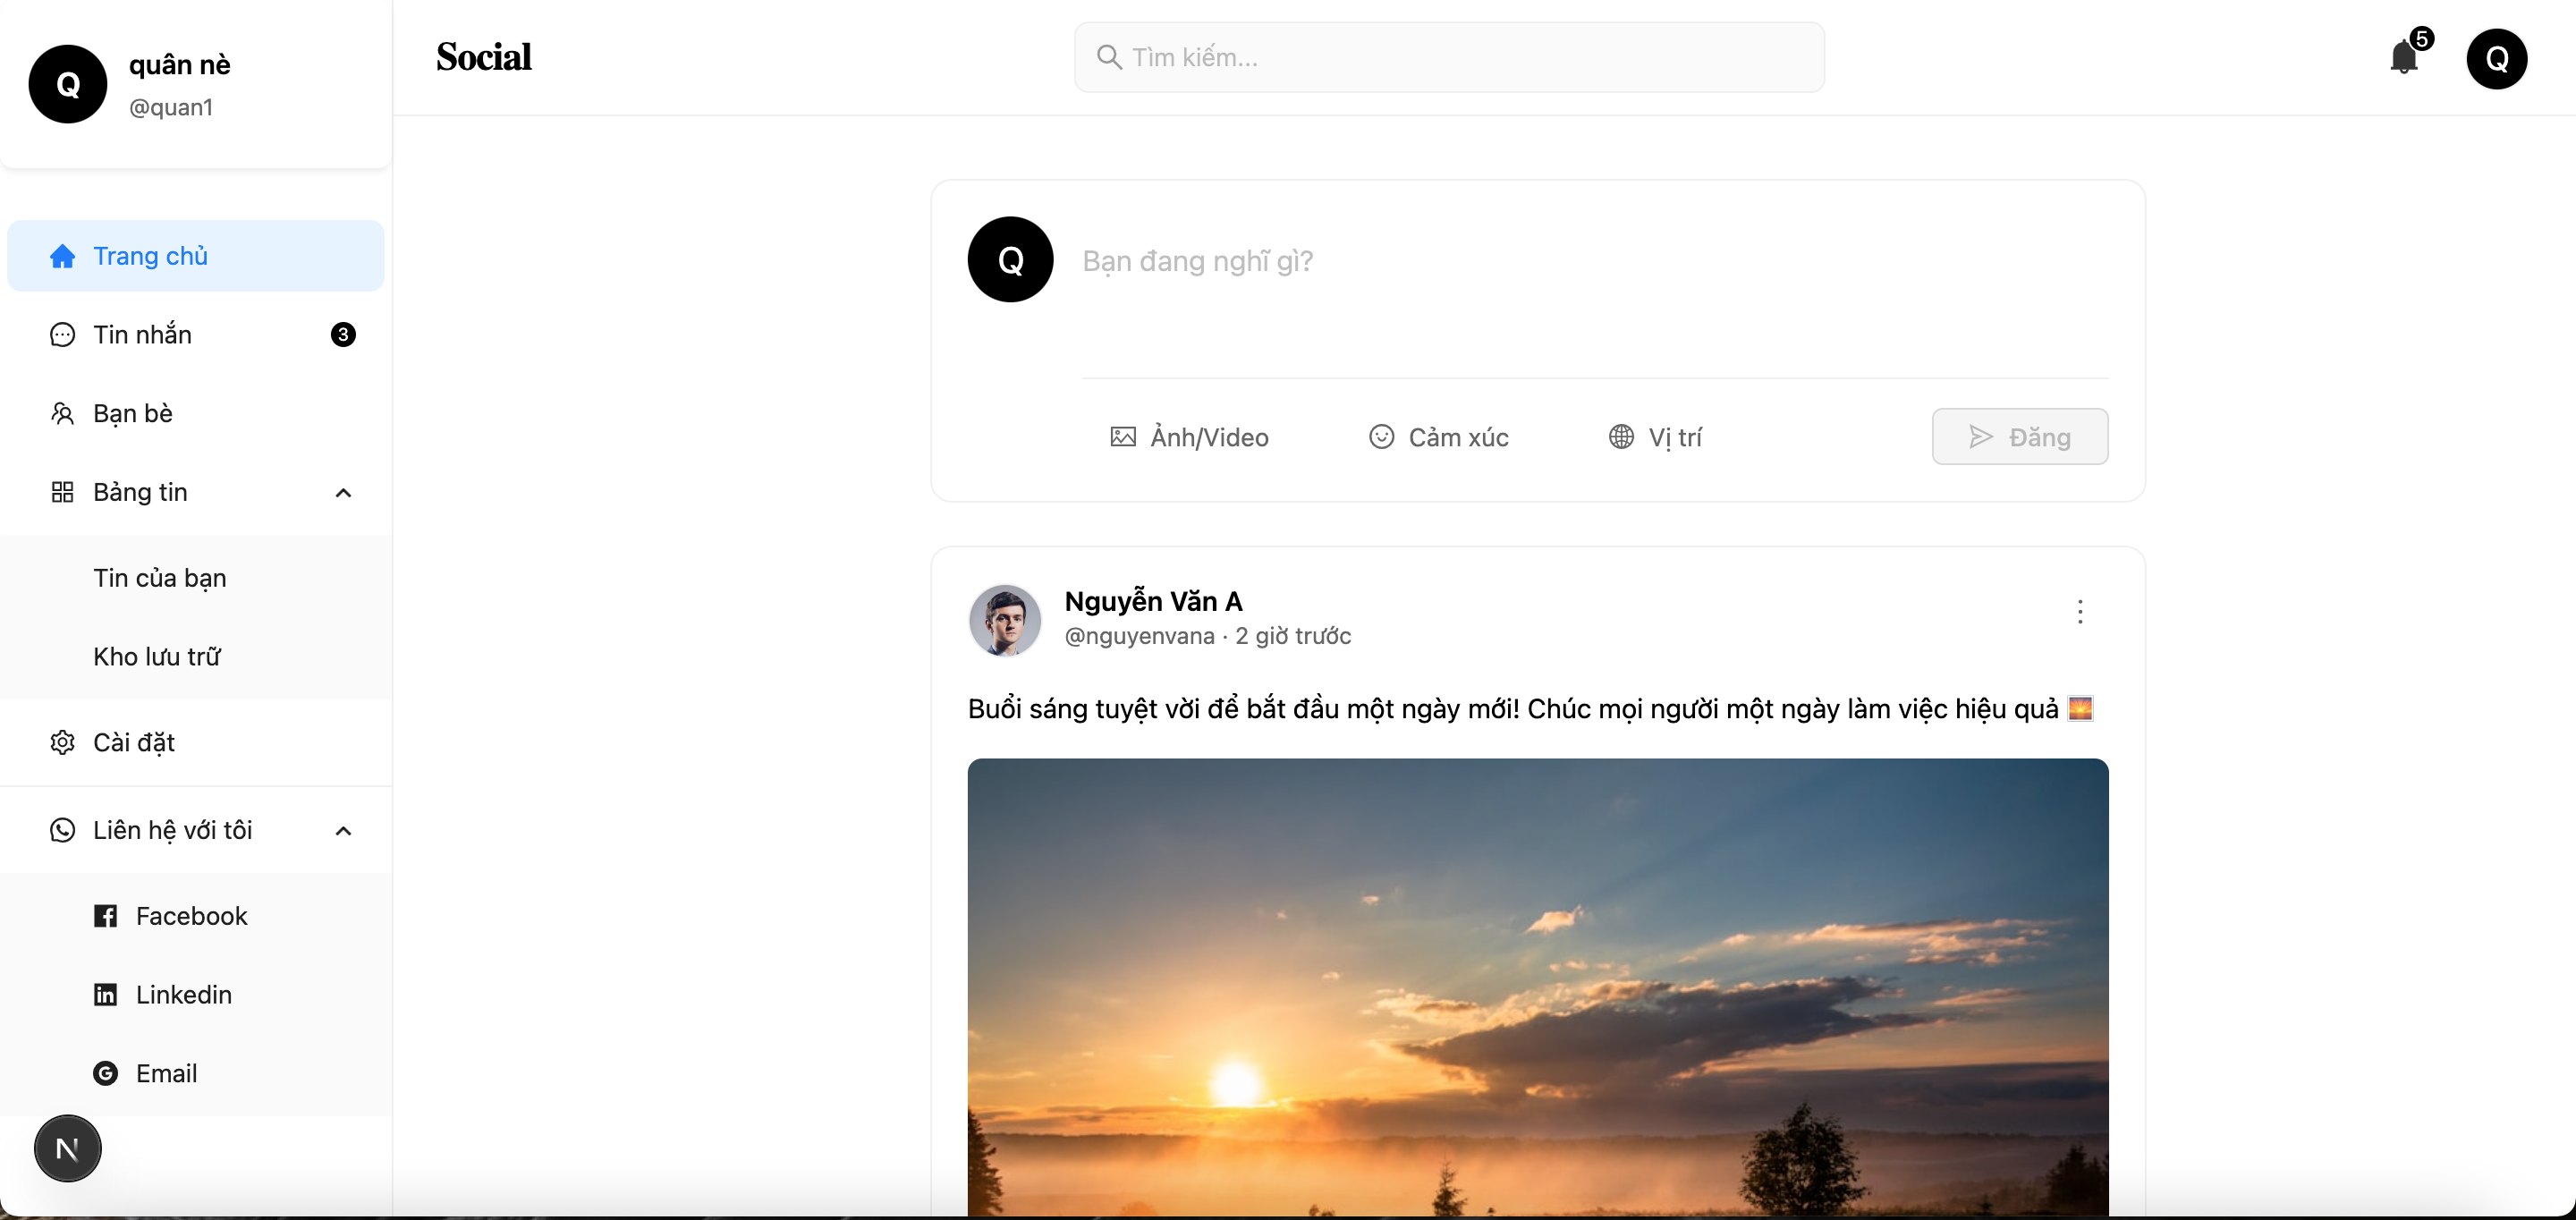 Q
quân nè
@quan1
Social
Tìm kiếm...
5
Q
Trang chủ
Tin nhắn
3
Bạn bè
Bảng tin
Tin của bạn
Kho lưu trữ
Cài đặt
Liên hệ với tôi
Facebook
Linkedin
Email
N
Q
Bạn đang nghĩ gì?
Ảnh/Video
Cảm xúc
Vị trí
Đăng
Nguyễn Văn A
@nguyenvana · 2 giờ trước
Buổi sáng tuyệt vời để bắt đầu một ngày mới! Chúc mọi người một ngày làm việc hiệu quả 🌅